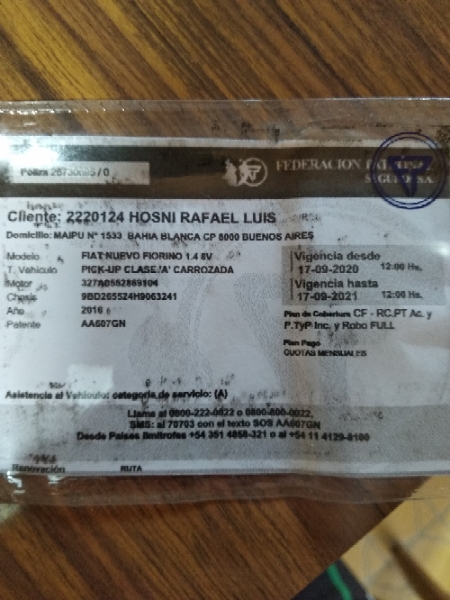 FEDERACION PATRONAL
SEGUROS S.A.
Cliente: 2220124 HOSNI RAFAEL LUIS
Domicilio: MAIPU Nº 1533 BAHIA BLANCA CP 8000 BUENOS AIRES
Modelo FIAT NUEVO FIORINO 1.4 8V
T. Vehiculo PICK-UP CLASE 'A' CARROZADA
Motor
Chasis 9BD265524H9063241
Año 2016
Patente AA607GN
Vigencia desde
17-09-2020 12:00 Hs.
Vigencia hasta
17-09-2021 12:00 Hs.
Plan de Cobertura CF - RC.PT Ac. y
P.TyP Inc. y Robo FULL
Plan Pago
CUOTAS MENSUALES
Asistencia al Vehiculo: categoria de servicio: (A)
Llame al 0800-222-0022 o 0800-800-0022,
SMS: al 70703 con el texto SOS AA607GN
Desde Paises limitrofes +54 351 4858-321 o al +54 11 4129-8100
Renovación RUTA